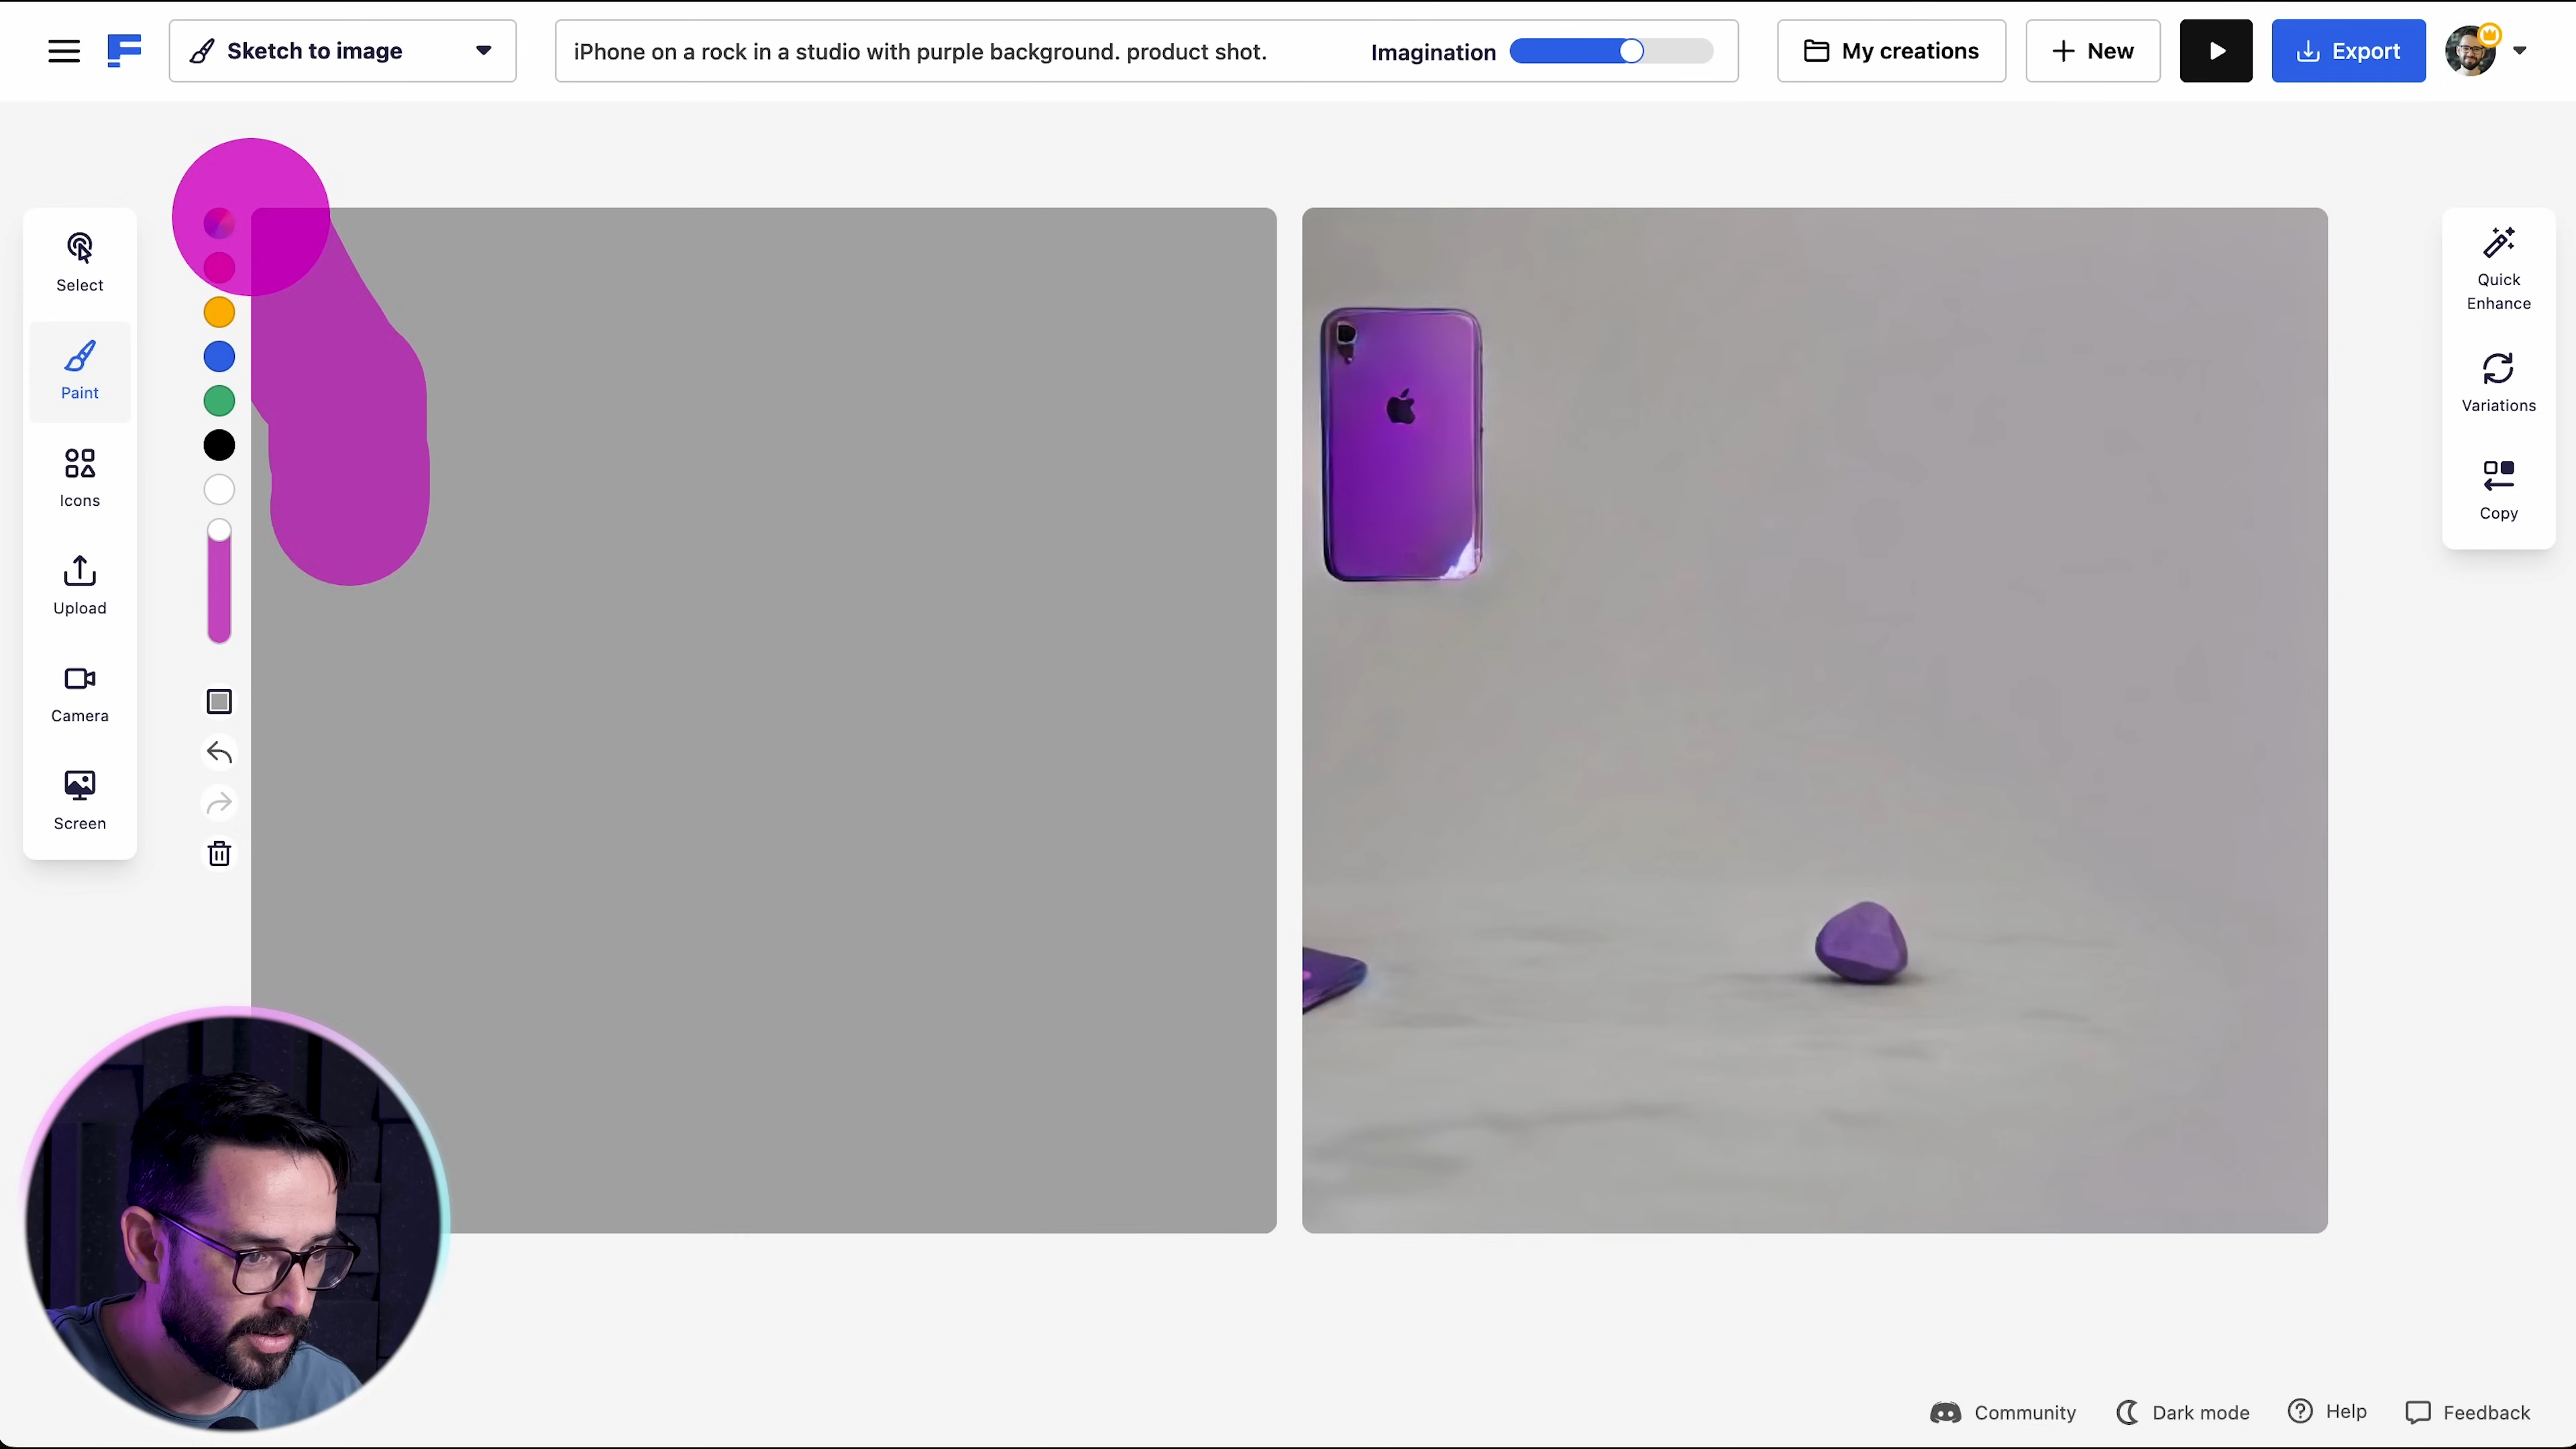 Sketch to image
iPhone on a rock in a studio with purple background. product shot.
Imagination
My creations
New
Export
Select
Paint
Icons
Upload
Camera
Screen
Quick
Enhance
Variations
Copy
Community
Dark mode
Help
Feedback